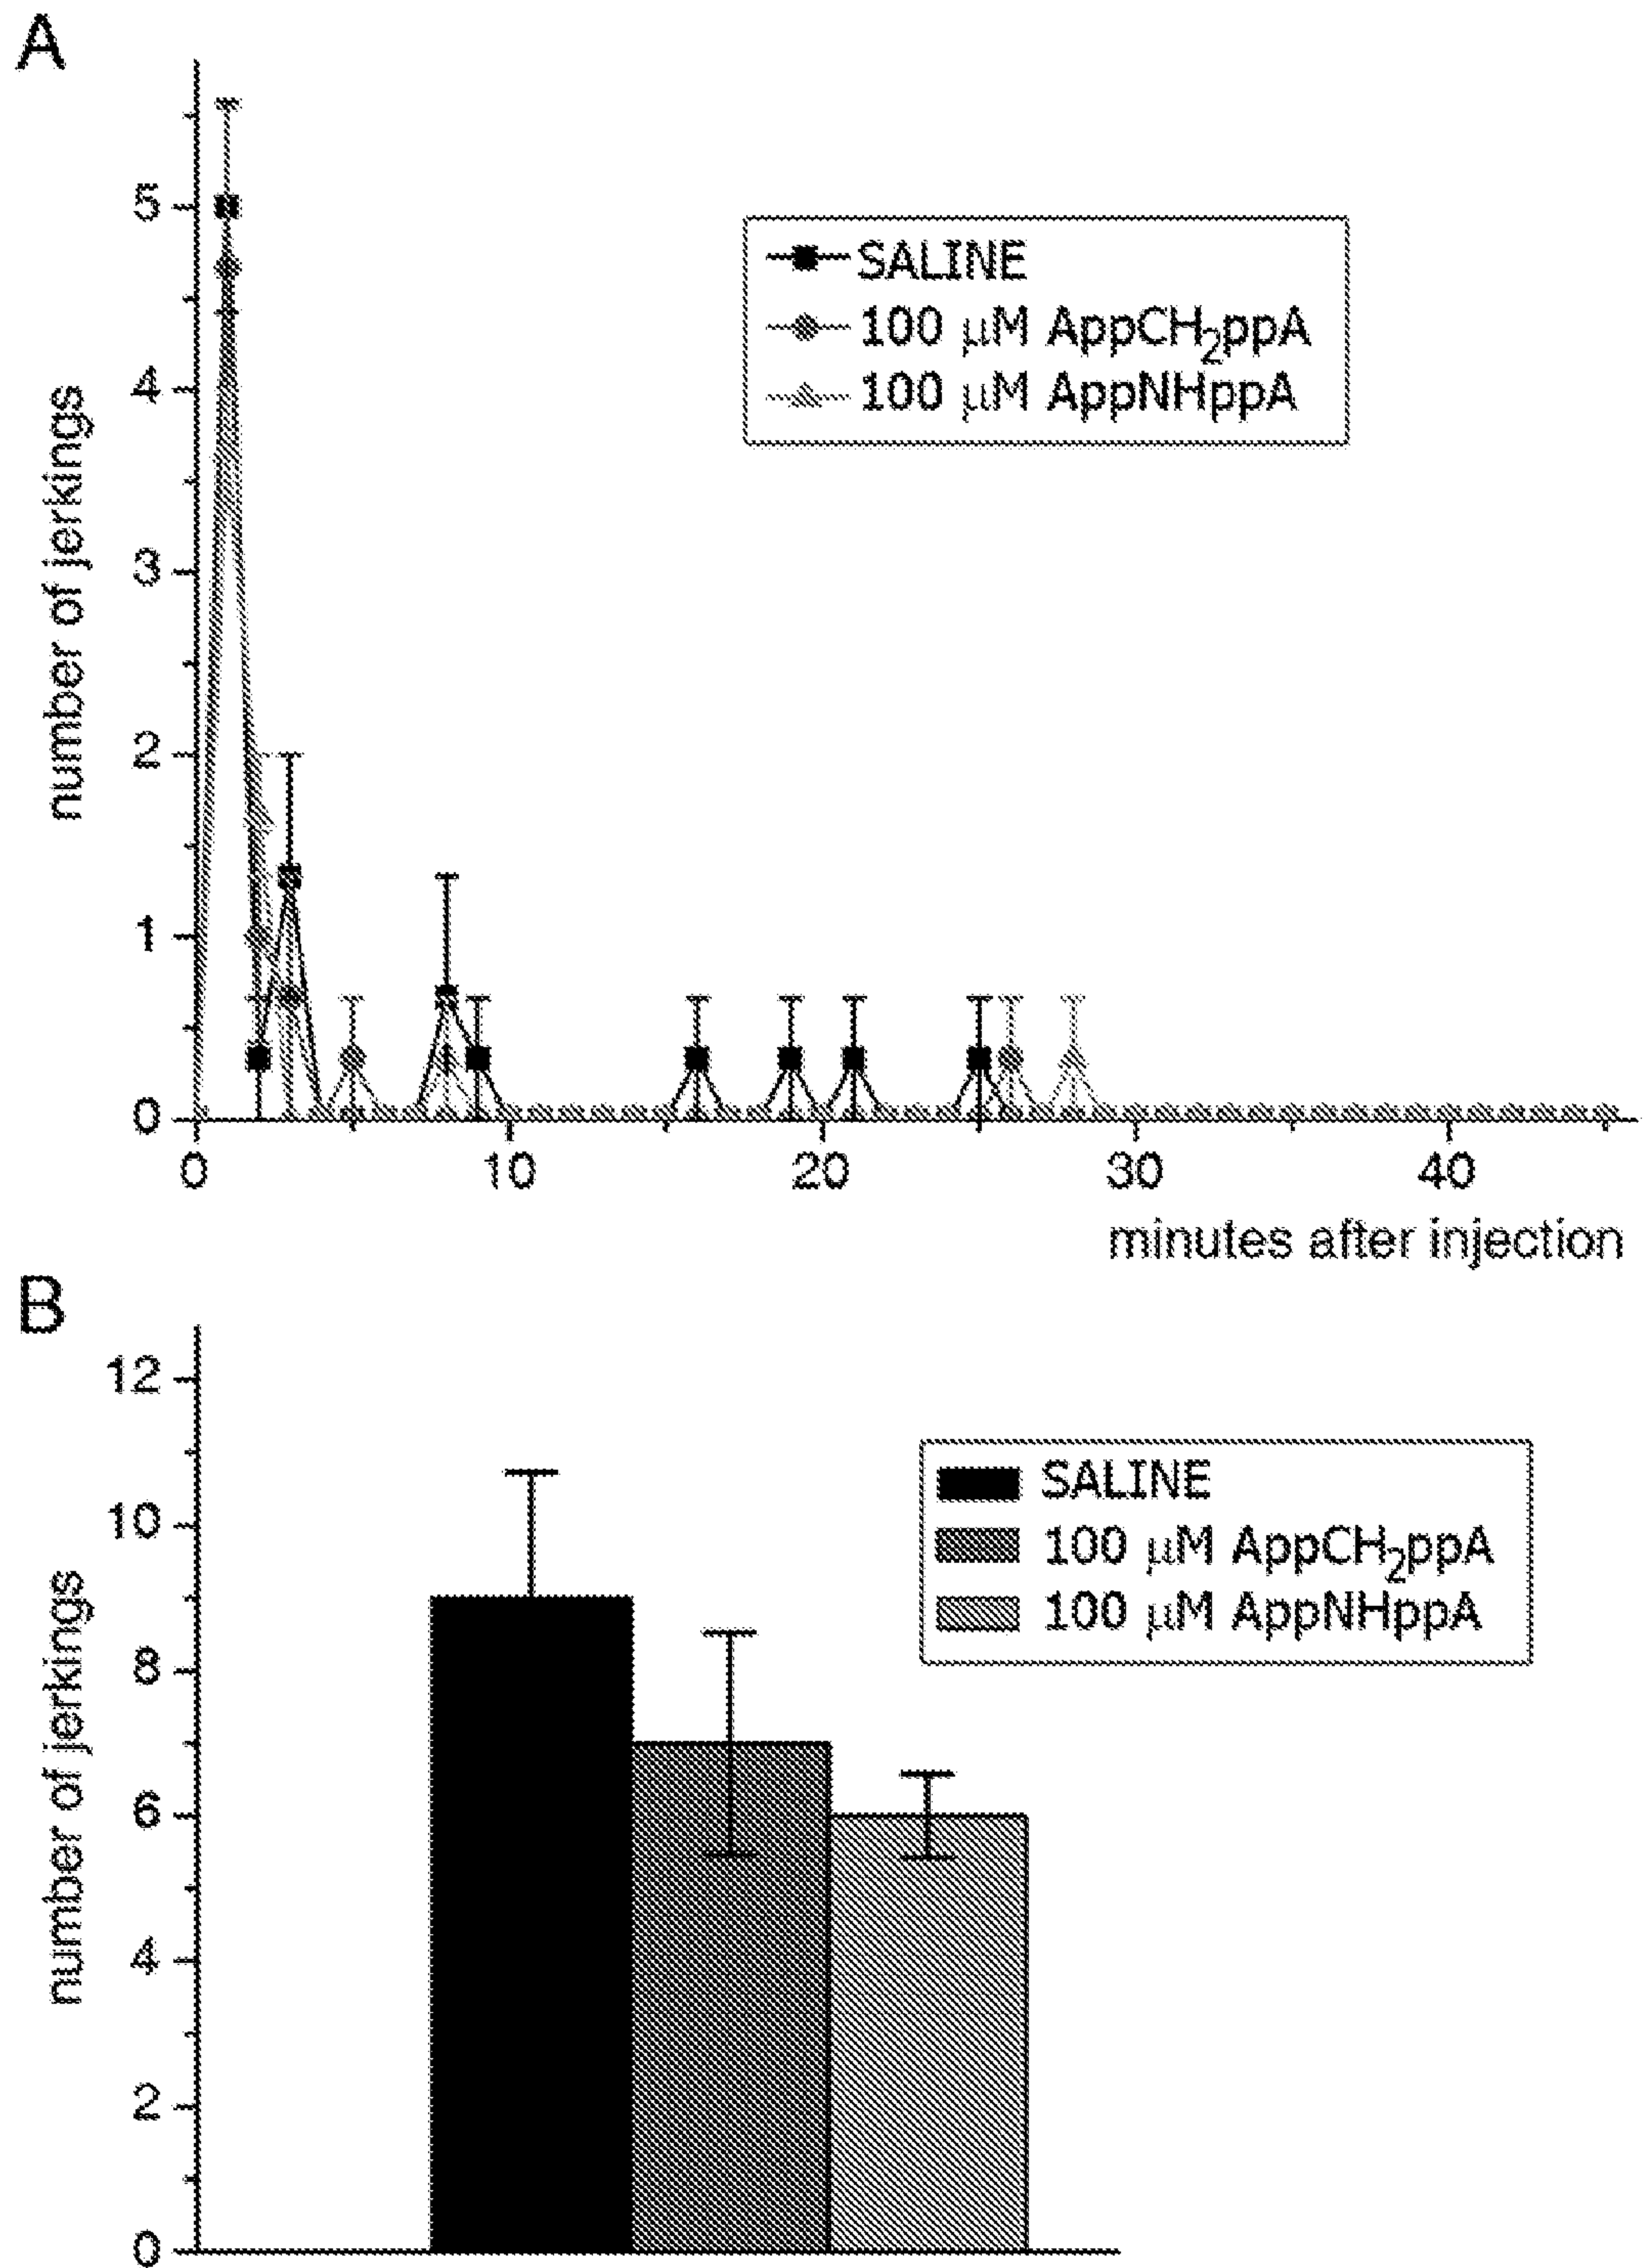 A
number of jerkings
5
4
3
2
1
0
SALINE
100 μM AppCH₂ppA
100 μM AppNHppA
0 10 20 30 40
minutes after injection
B
number of jerkings
12
10
8
6
4
2
0
SALINE
100 μM AppCH₂ppA
100 μM AppNHppA